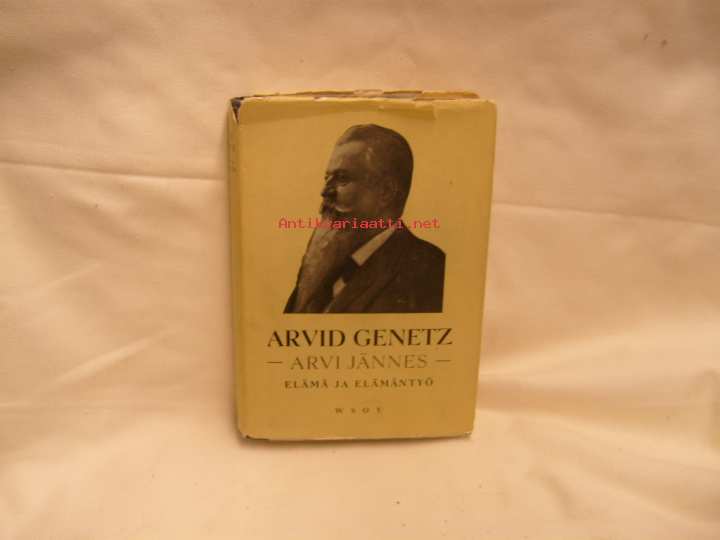 Antikvariaatti.net
ARVID GENETZ
— ARVI JÄNNES —
ELÄMÄ JA ELÄMÄNTYÖ
WSOY